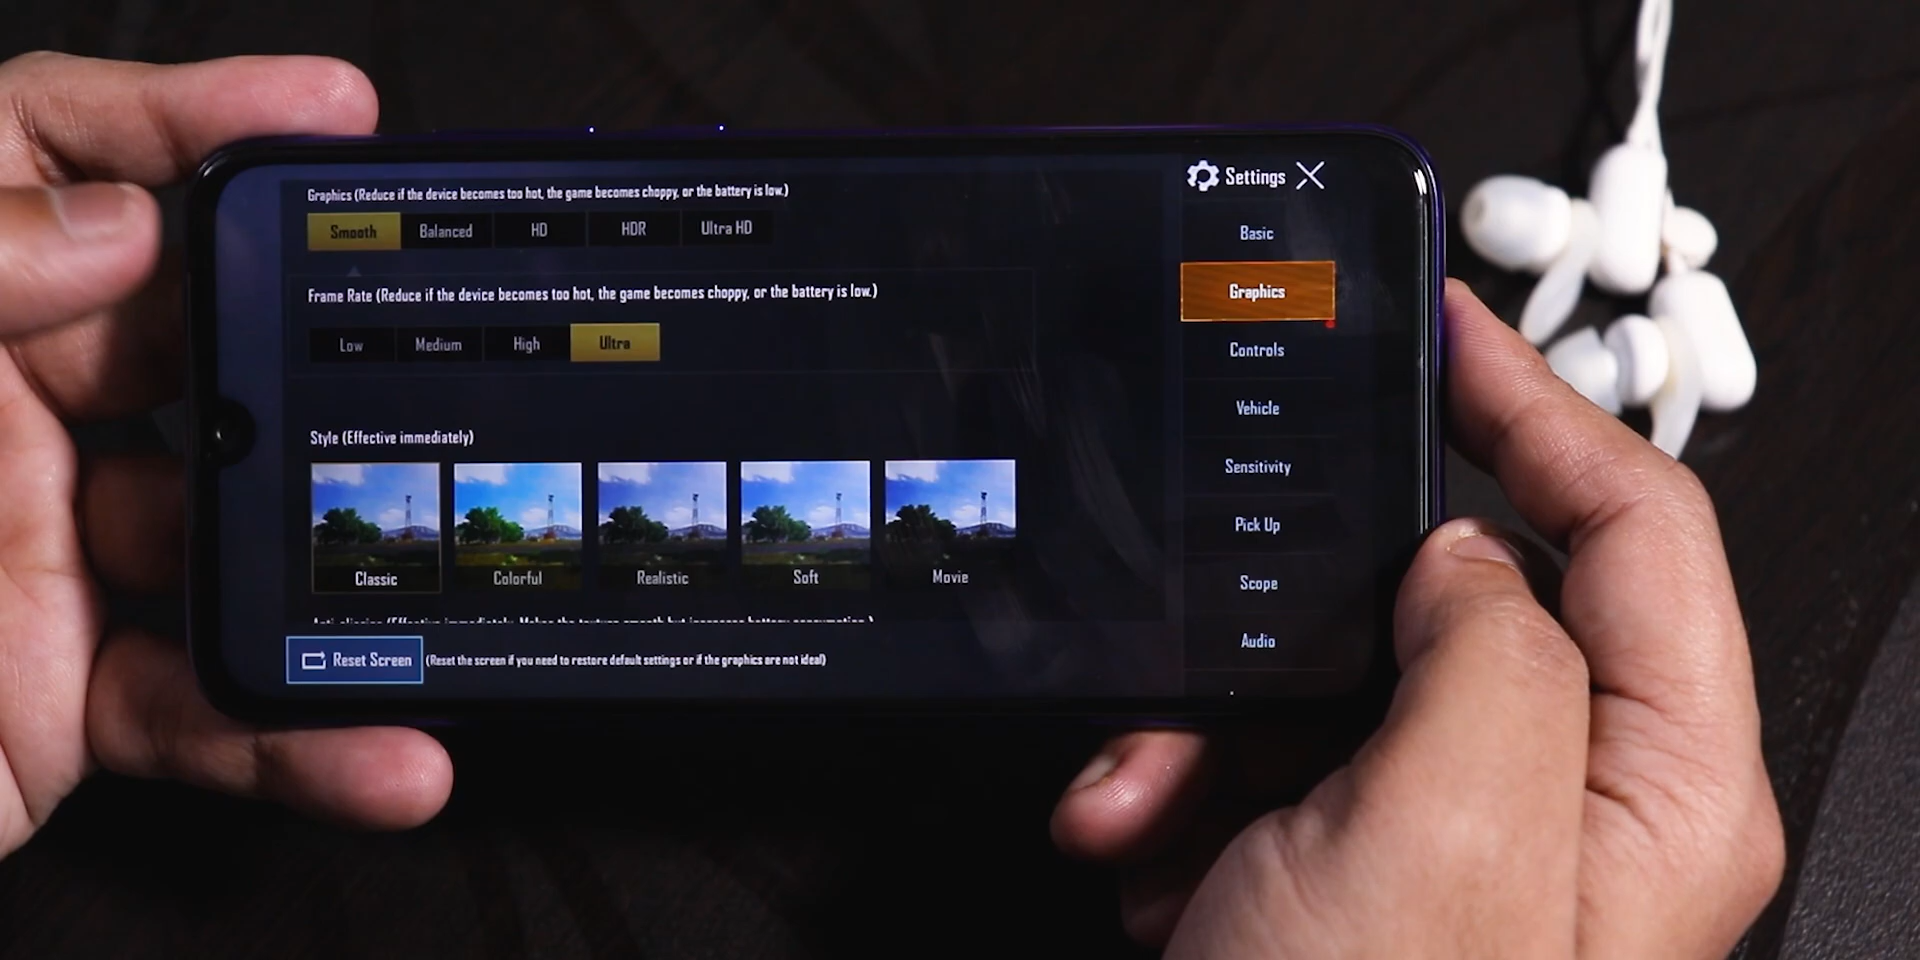 Settings
Graphics (Reduce if the device becomes too hot, the game becomes choppy, or the battery is low.)
Smooth Balanced HD HDR Ultra HD
Frame Rate (Reduce if the device becomes too hot, the game becomes choppy, or the battery is low.)
Low Medium High Ultra
Style (Effective immediately)
Classic Colorful Realistic Soft Movie
Reset Screen (Reset the screen if you need to restore default settings or if the graphics are not ideal)
Basic
Graphics
Controls
Vehicle
Sensitivity
Pick Up
Scope
Audio